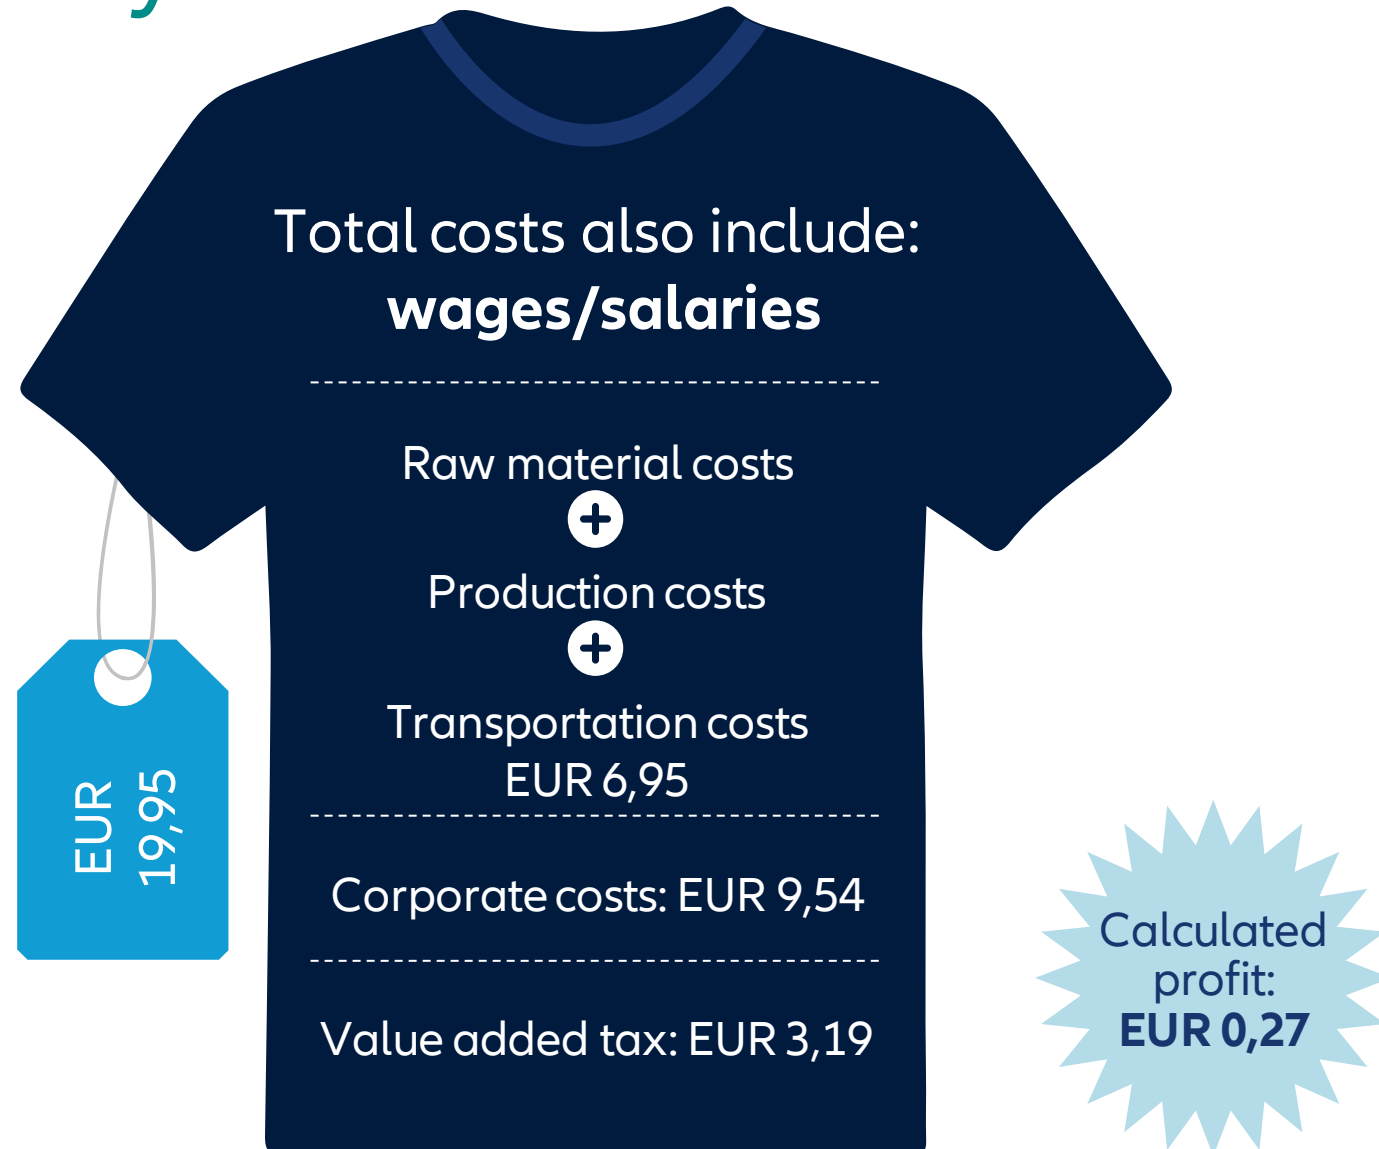 Total costs also include:
wages/salaries
Raw material costs
Production costs
Transportation costs
EUR 6,95
Corporate costs: EUR 9,54
Value added tax: EUR 3,19
EUR
19,95
Calculated
profit:
EUR 0,27